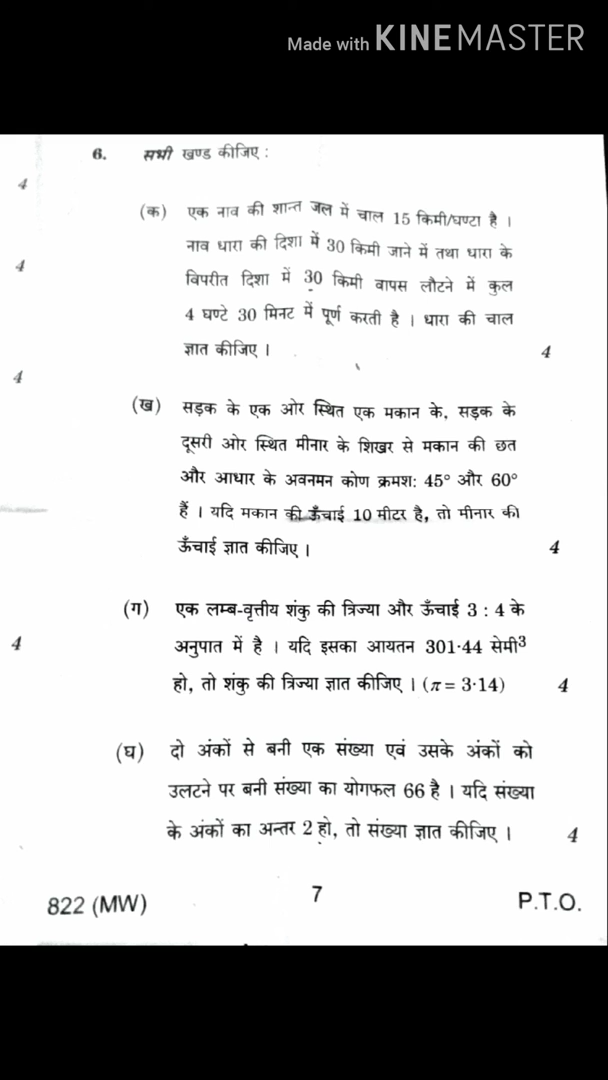 Made with KINEMASTER
6. सभी खण्ड कीजिए :
4
(क) एक नाव की शान्त जल में चाल 15 किमी/घण्टा है ।
नाव धारा की दिशा में 30 किमी जाने में तथा धारा के
4
विपरीत दिशा में 30 किमी वापस लौटने में कुल
4 घण्टे 30 मिनट में पूर्ण करती है । धारा की चाल
ज्ञात कीजिए । 4
4
(ख) सड़क के एक ओर स्थित एक मकान के, सड़क के
दूसरी ओर स्थित मीनार के शिखर से मकान की छत
और आधार के अवनमन कोण क्रमश: 45° और 60°
हैं । यदि मकान की ऊँचाई 10 मीटर है, तो मीनार की
ऊँचाई ज्ञात कीजिए । 4
(ग) एक लम्ब-वृत्तीय शंकु की त्रिज्या और ऊँचाई 3 : 4 के
4 अनुपात में है । यदि इसका आयतन 301·44 सेमी³
हो, तो शंकु की त्रिज्या ज्ञात कीजिए । (π = 3·14) 4
(घ) दो अंकों से बनी एक संख्या एवं उसके अंकों को
उलटने पर बनी संख्या का योगफल 66 है । यदि संख्या
के अंकों का अन्तर 2 हो, तो संख्या ज्ञात कीजिए । 4
822 (MW) 7 P.T.O.